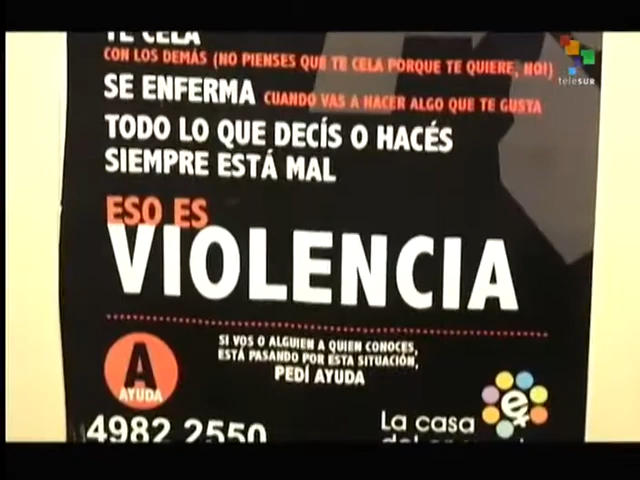 TE CELA
CON LOS DEMÁS (NO PIENSES QUE TE CELA PORQUE TE QUIERE, NO!)
SE ENFERMA CUANDO VAS A HACER ALGO QUE TE GUSTA
TODO LO QUE DECÍS O HACÉS
SIEMPRE ESTÁ MAL
ESO ES
VIOLENCIA
SI VOS O ALGUIEN A QUIEN CONOCES,
ESTÁ PASANDO POR ESTA SITUACIÓN,
PEDÍ AYUDA
A
AYUDA
4982 2550
e
La casa
teleSUR